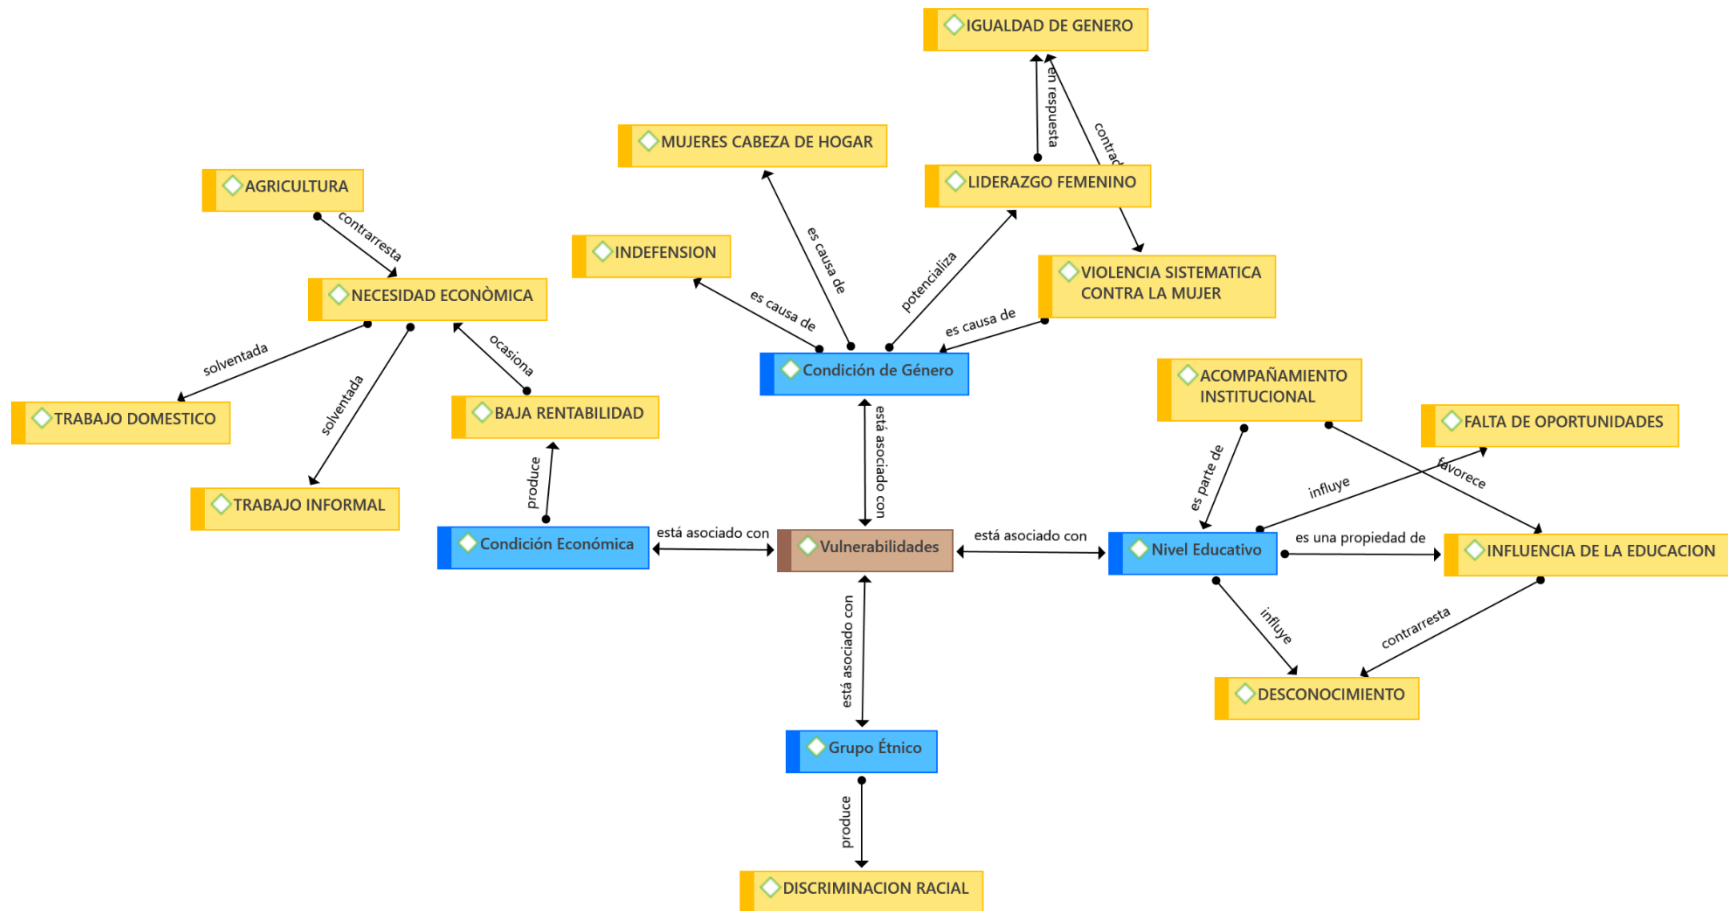 IGUALDAD DE GENERO
en respuesta
MUJERES CABEZA DE HOGAR
AGRICULTURA
LIDERAZGO FEMENINO
contrarresta
INDEFENSION
es causa de
potencializa
VIOLENCIA SISTEMATICA
CONTRA LA MUJER
NECESIDAD ECONÒMICA
es causa de
es causa de
solventada
ocasiona
Condición de Género
ACOMPAÑAMIENTO
INSTITUCIONAL
TRABAJO DOMESTICO
solventada
BAJA RENTABILIDAD
está asociado con
FALTA DE OPORTUNIDADES
es parte de
favorece
influye
TRABAJO INFORMAL
produce
Condición Económica
está asociado con
Vulnerabilidades
está asociado con
Nivel Educativo
es una propiedad de
INFLUENCIA DE LA EDUCACION
influye
contrarresta
está asociado con
DESCONOCIMIENTO
Grupo Étnico
produce
DISCRIMINACION RACIAL